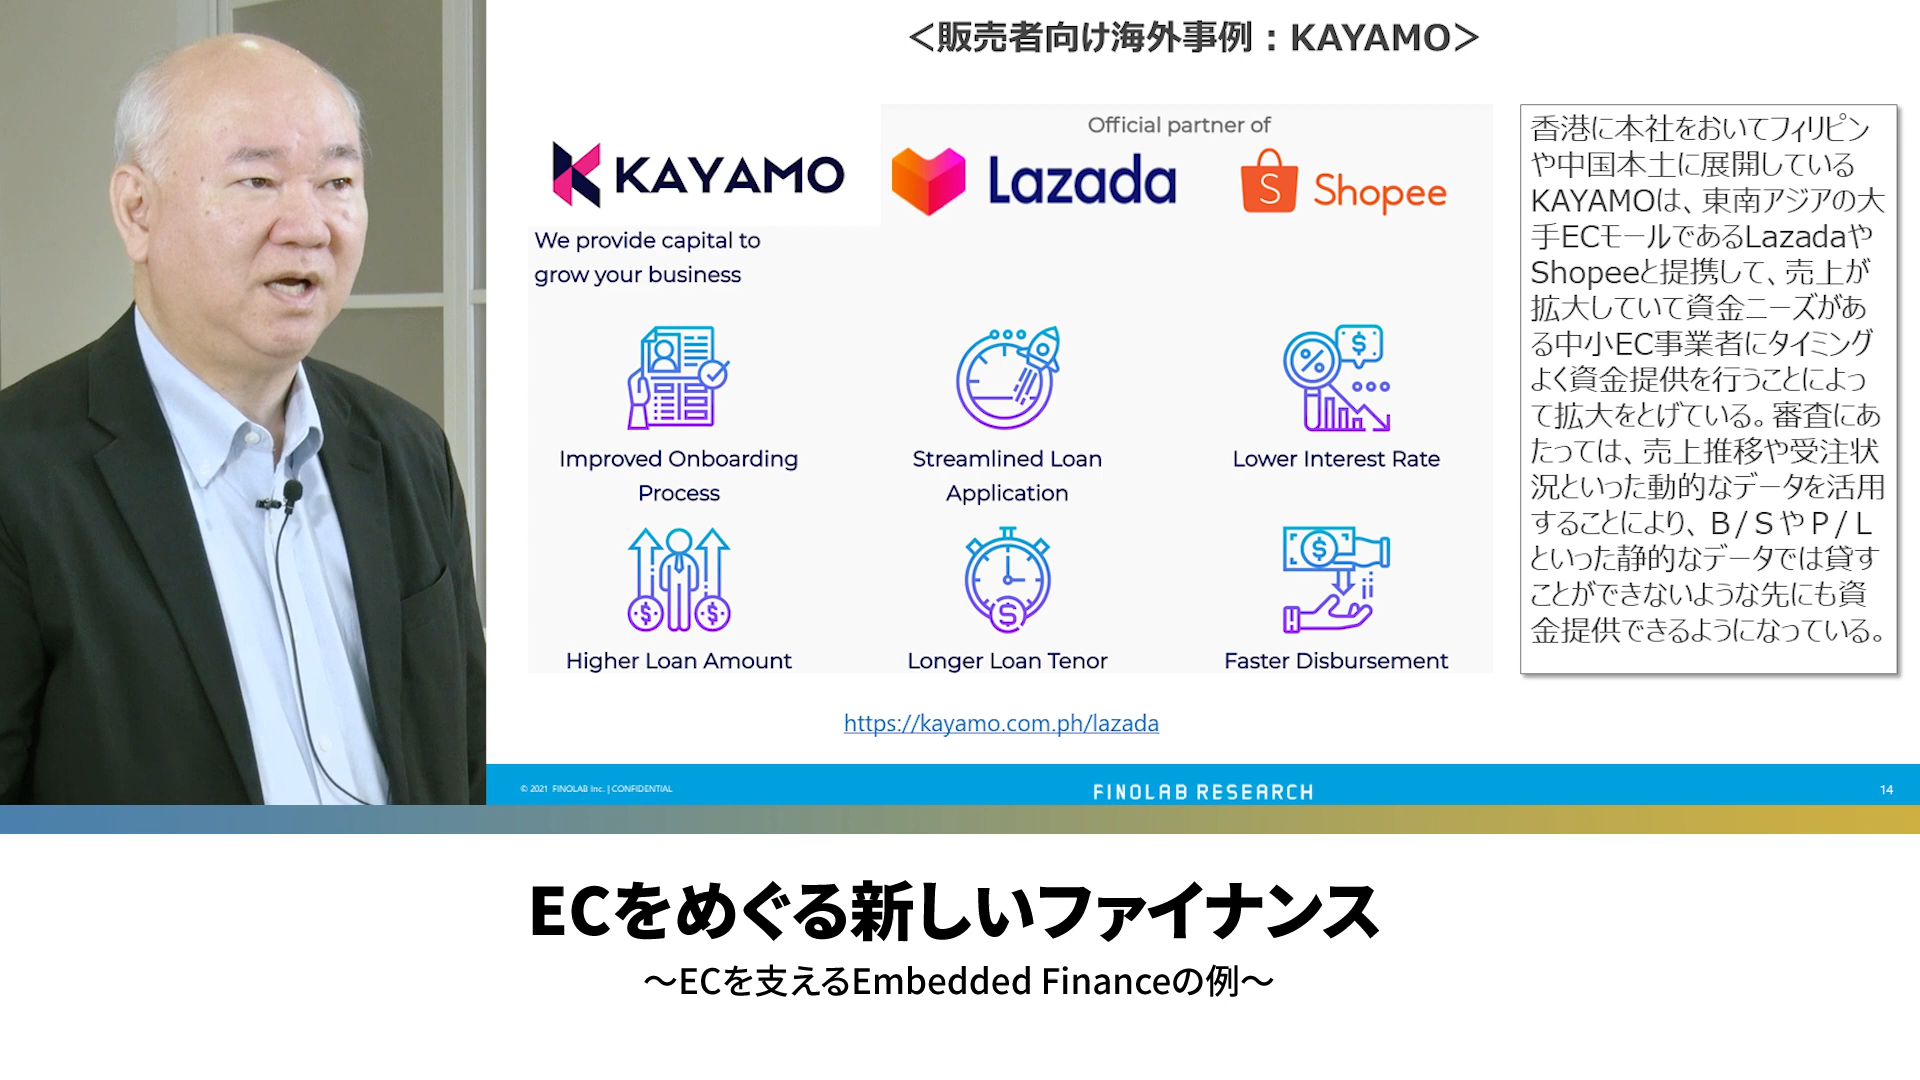 ＜販売者向け海外事例：KAYAMO＞
KAYAMO
Official partner of
Lazada
S
Shopee
We provide capital to
grow your business
Improved Onboarding
Process
Streamlined Loan
Application
Lower Interest Rate
Higher Loan Amount
Longer Loan Tenor
Faster Disbursement
https://kayamo.com.ph/lazada
香港に本社をおいてフィリピン
や中国本土に展開している
KAYAMOは、東南アジアの大
手ECモールであるLazadaや
Shopeeと提携して、売上が
拡大していて資金ニーズがあ
る中小EC事業者にタイミング
よく資金提供を行うことによっ
て拡大をとげている。審査にあ
たっては、売上推移や受注状
況といった動的なデータを活用
することにより、Ｂ/ＳやＰ/Ｌ
といった静的なデータでは貸す
ことができないような先にも資
金提供できるようになっている。
© 2021 FINOLAB Inc. | CONFIDENTIAL
FINOLAB RESEARCH
14
ECをめぐる新しいファイナンス
～ECを支えるEmbedded Financeの例～